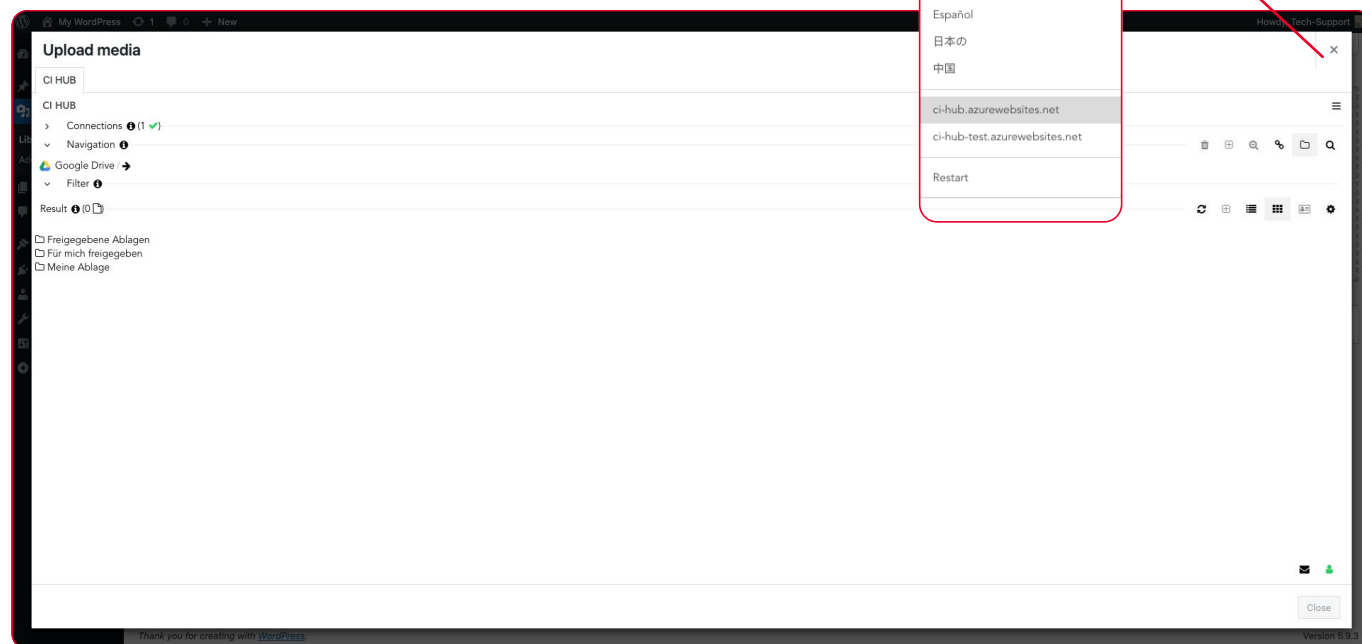 My WordPress 1 0 + New
Howdy, Tech-Support
Español
日本の
中国
ci-hub.azurewebsites.net
ci-hub-test.azurewebsites.net
Restart
Upload media
CI HUB
CI HUB
Connections (1 ✔)
Navigation
Google Drive /
Filter
Result (0)
Freigegebene Ablagen
Für mich freigegeben
Meine Ablage
Close
Thank you for creating with WordPress.
Version 5.9.3